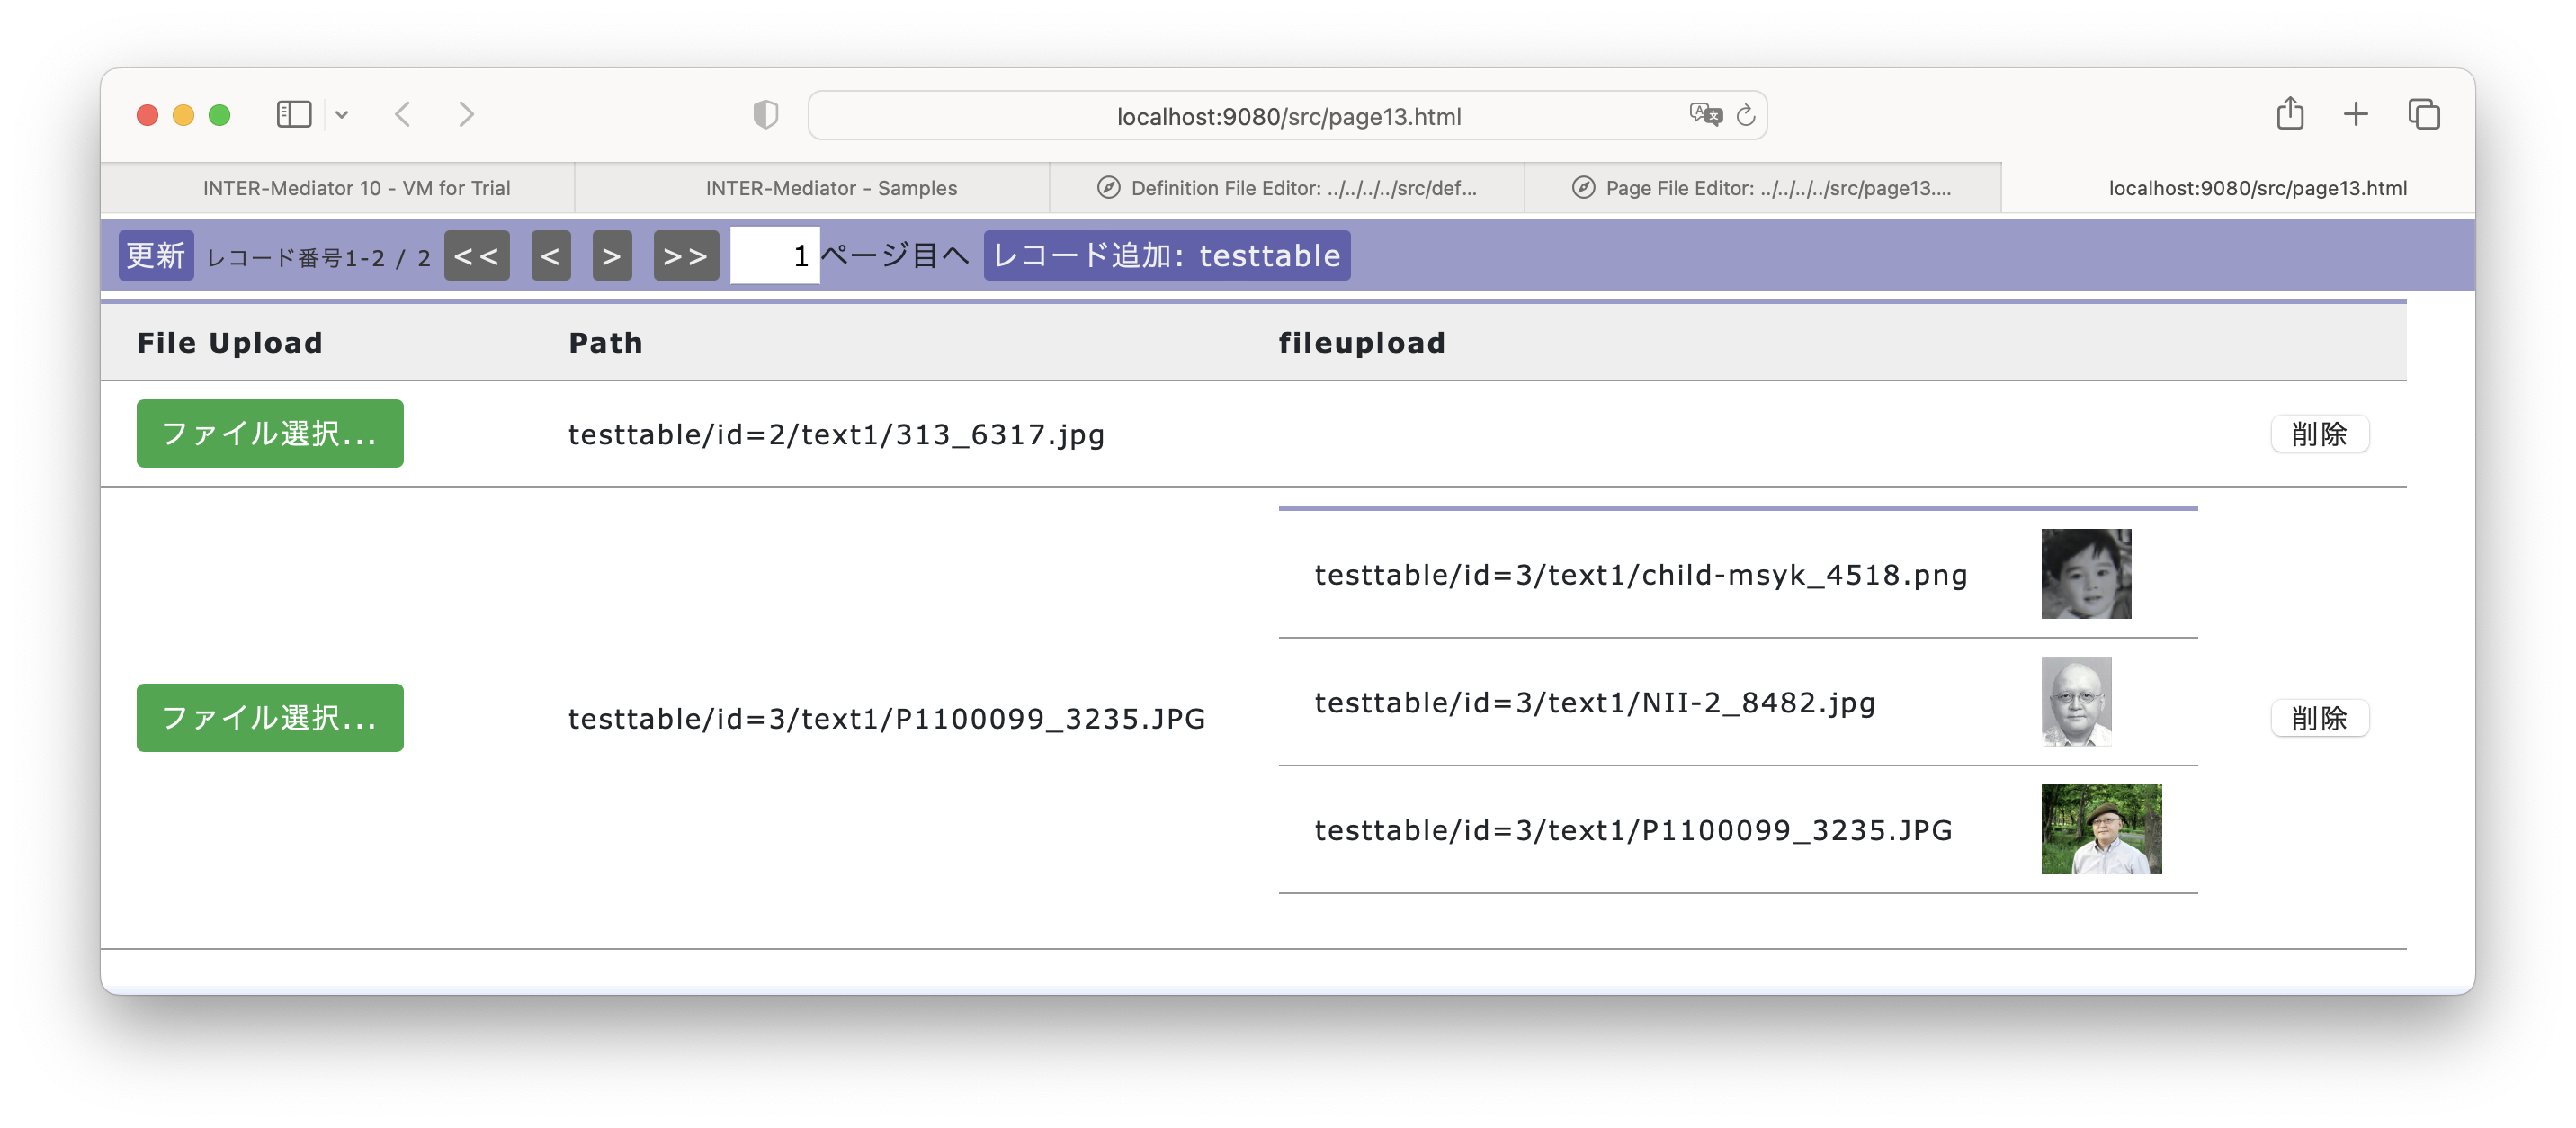 localhost:9080/src/page13.html
INTER-Mediator 10 - VM for Trial
INTER-Mediator - Samples
Definition File Editor: ../../../../src/def...
Page File Editor: ../../../../src/page13....
localhost:9080/src/page13.html
更新 レコード番号1-2 / 2 << < > >> 1 ページ目へ レコード追加: testtable
File Upload Path fileupload
ファイル選択... testtable/id=2/text1/313_6317.jpg 削除
testtable/id=3/text1/child-msyk_4518.png
testtable/id=3/text1/NII-2_8482.jpg
ファイル選択... testtable/id=3/text1/P1100099_3235.JPG 削除
testtable/id=3/text1/P1100099_3235.JPG